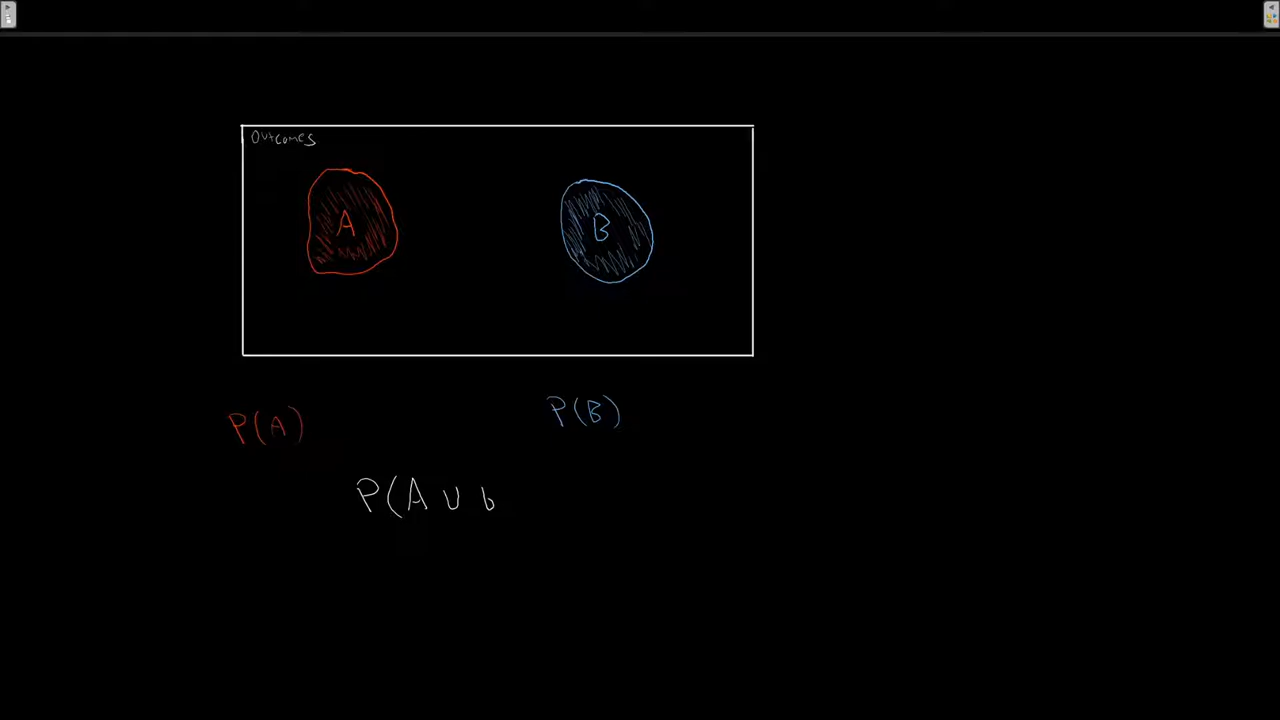 Outcomes
A
B
P(A)
P(B)
P(A ∪ b